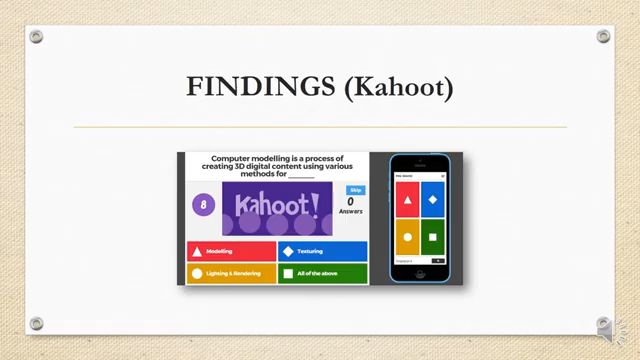 FINDINGS (Kahoot)
Computer modelling is a process of
creating 3D digital content using various
methods for ______
8
Kahoot!
Skip
0
Answers
Modelling
Texturing
Lighting & Rendering
All of the above